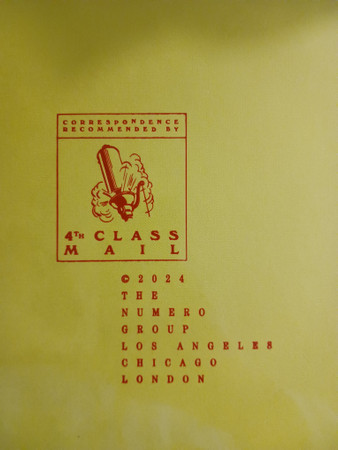 CORRESPONDENCE
RECOMMENDED BY
4TH CLASS
MAIL
©2024
THE
NUMERO
GROUP
LOS ANGELES
CHICAGO
LONDON